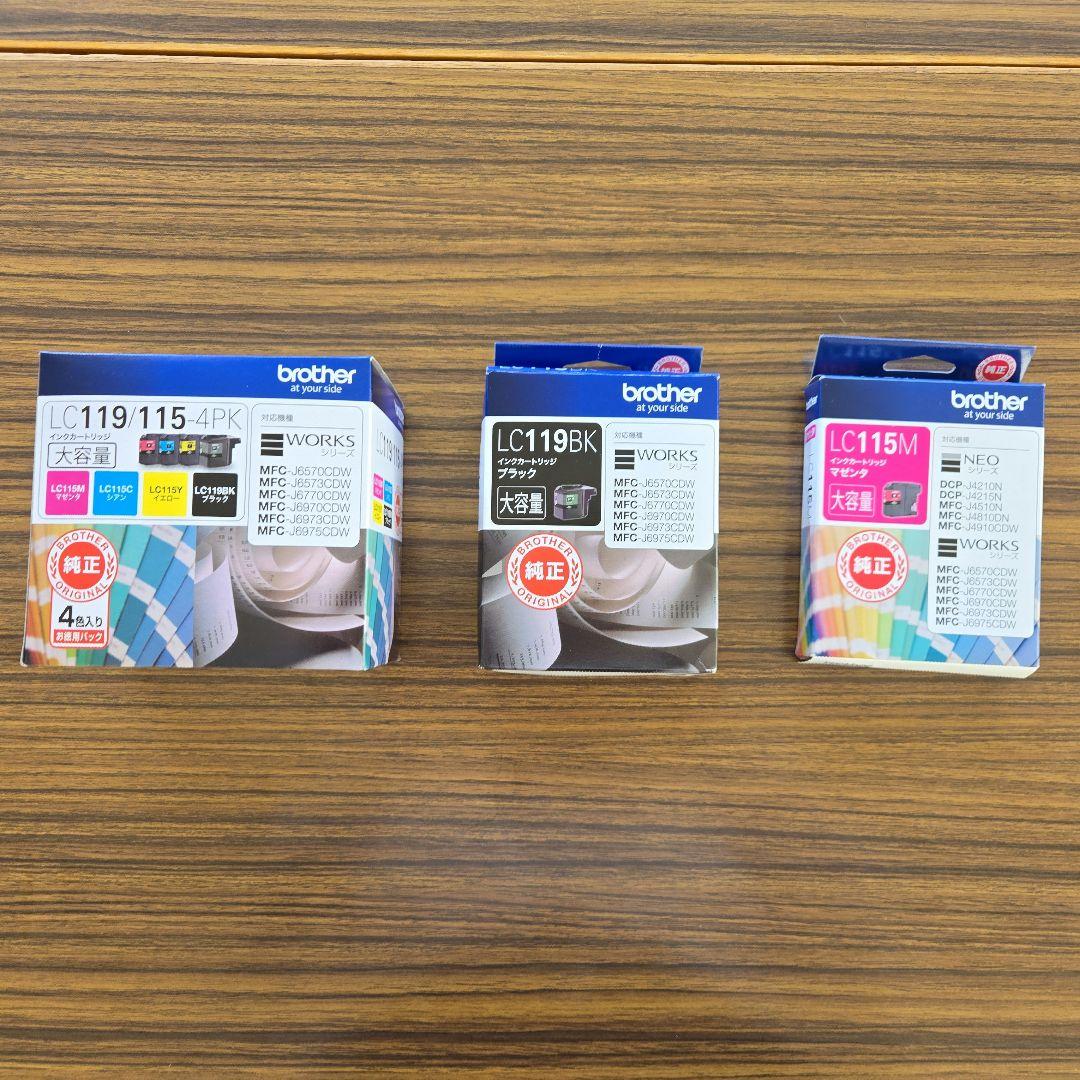 brother
at your side
LC119/115-4PK
インクカートリッジ
大容量
LC115M
マゼンタ
LC115C
シアン
LC115Y
イエロー
LC119BK
ブラック
対応機種
WORKS
シリーズ
MFC-J6570CDW
MFC-J6573CDW
MFC-J6770CDW
MFC-J6970CDW
MFC-J6973CDW
MFC-J6975CDW
BROTHER
純正
ORIGINAL
4色入り
お徳用パック
純正
brother
at your side
LC119BK
インクカートリッジ
ブラック
大容量
対応機種
WORKS
シリーズ
MFC-J6570CDW
MFC-J6573CDW
MFC-J6770CDW
MFC-J6970CDW
MFC-J6973CDW
MFC-J6975CDW
BROTHER
純正
ORIGINAL
純正
brother
at your side
LC115M
インクカートリッジ
マゼンタ
大容量
対応機種
NEO
シリーズ
DCP-J4210N
DCP-J4215N
MFC-J4510N
MFC-J4810DN
MFC-J4910CDW
WORKS
シリーズ
MFC-J6570CDW
MFC-J6573CDW
MFC-J6770CDW
MFC-J6970CDW
MFC-J6973CDW
MFC-J6975CDW
BROTHER
純正
ORIGINAL